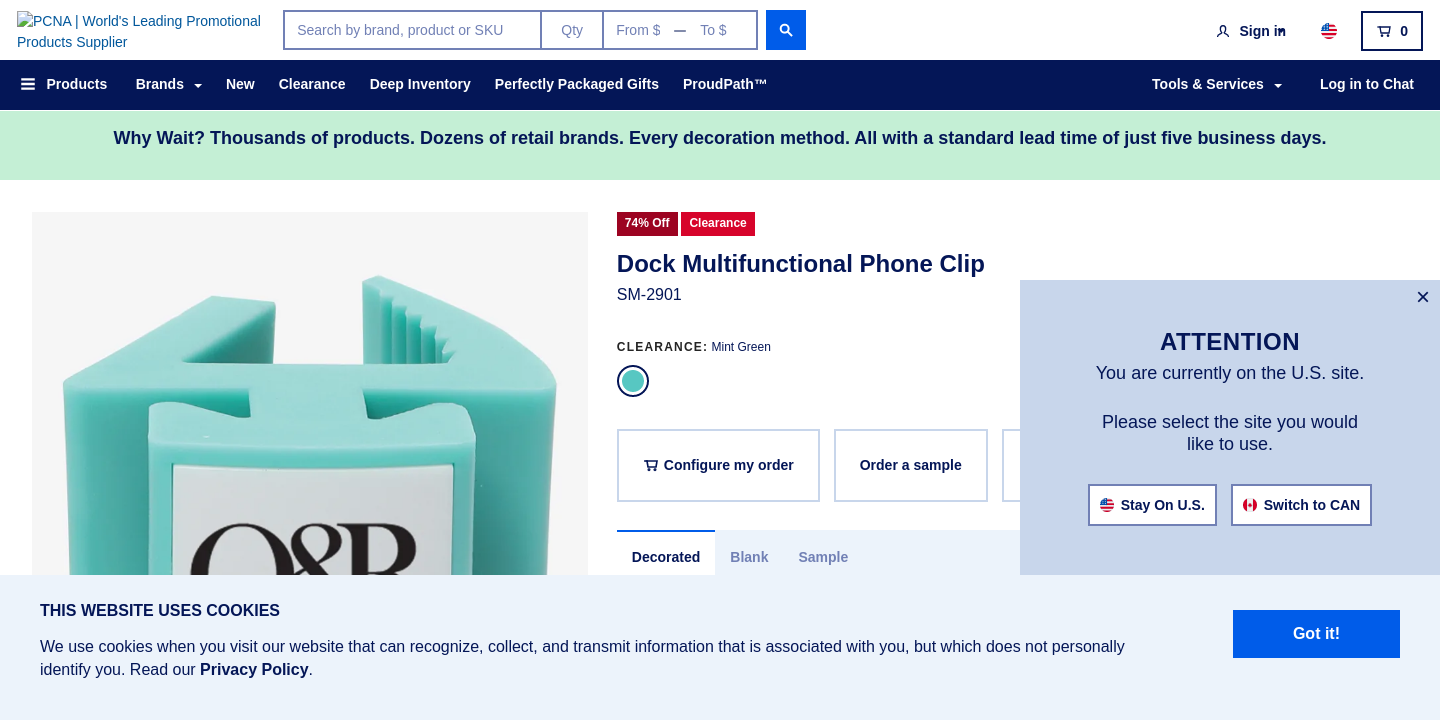 PCNA | World's Leading Promotional
Products Supplier
Search by brand, product or SKU
Qty
From $ — To $
Sign in
0
Products
Brands
New
Clearance
Deep Inventory
Perfectly Packaged Gifts
ProudPath™
Tools & Services
Log in to Chat
Why Wait? Thousands of products. Dozens of retail brands. Every decoration method. All with a standard lead time of just five business days.
74% Off
Clearance
Dock Multifunctional Phone Clip
SM-2901
CLEARANCE: Mint Green
Configure my order
Order a sample
Decorated
Blank
Sample
O&B
×
ATTENTION
You are currently on the U.S. site.
Please select the site you would
like to use.
Stay On U.S.
Switch to CAN
THIS WEBSITE USES COOKIES
We use cookies when you visit our website that can recognize, collect, and transmit information that is associated with you, but which does not personally
identify you. Read our Privacy Policy.
Got it!